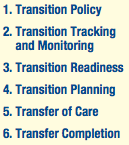 1. Transition Policy
2. Transition Tracking
and Monitoring
3. Transition Readiness
4. Transition Planning
5. Transfer of Care
6. Transfer Completion